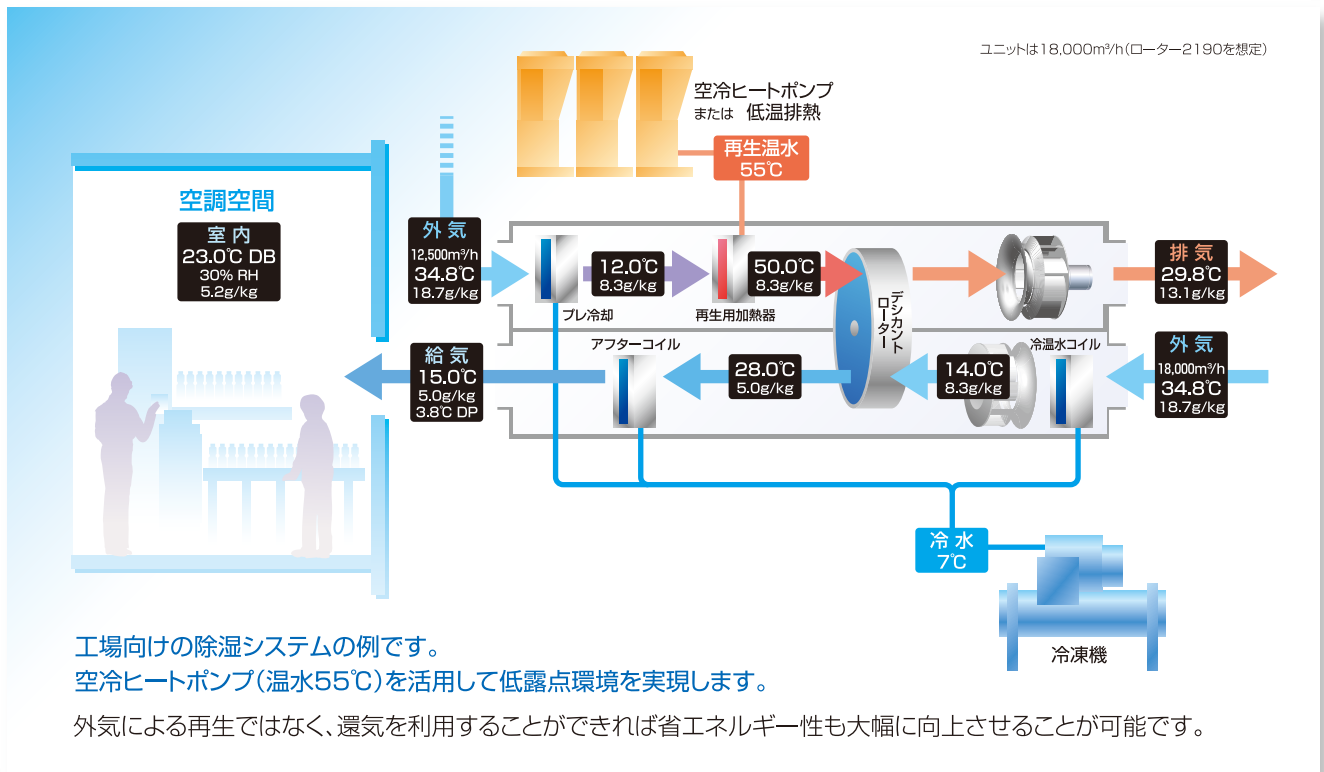 ユニットは18,000m³/h（ローター2190を想定）
空冷ヒートポンプ
または 低温排熱
再生温水
55℃
空調空間
室内
23.0℃ DB
30% RH
5.2g/kg
外気
12,500m³/h
34.8℃
18.7g/kg
プレ冷却
12.0℃
8.3g/kg
再生用加熱器
50.0℃
8.3g/kg
デシカント
ローター
排気
29.8℃
13.1g/kg
給気
15.0℃
5.0g/kg
3.8℃ DP
アフターコイル
28.0℃
5.0g/kg
14.0℃
8.3g/kg
冷温水コイル
外気
18,000m³/h
34.8℃
18.7g/kg
冷水
7℃
冷凍機
工場向けの除湿システムの例です。
空冷ヒートポンプ（温水55℃）を活用して低露点環境を実現します。
外気による再生ではなく、還気を利用することができれば省エネルギー性も大幅に向上させることが可能です。